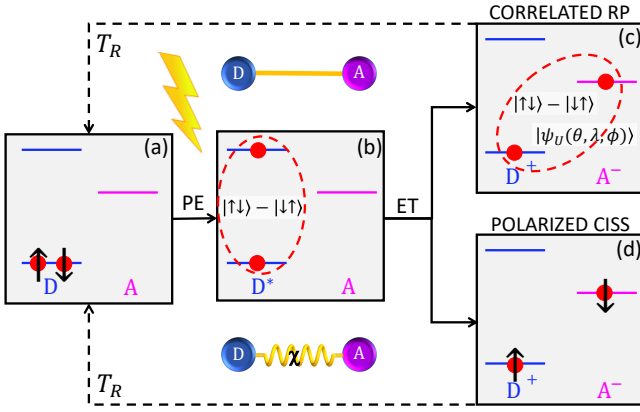 CORRELATED RP
T_R
D A
(a)
D A
PE
(b)
|↑↓⟩ − |↓↑⟩
D* A
ET
(c)
|↑↓⟩ − |↓↑⟩
|ψ_U(θ,λ,ϕ)⟩
D⁺ A⁻
POLARIZED CISS
(d)
D⁺ A⁻
D χ A
T_R